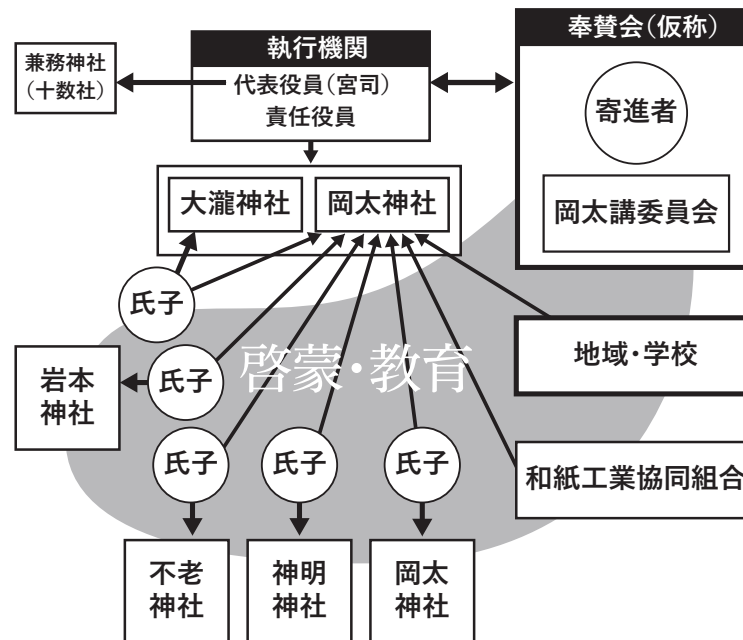 兼務神社
(十数社)
執行機関
代表役員(宮司)
責任役員
奉賛会(仮称)
寄進者
岡太講委員会
大瀧神社
岡太神社
氏子
啓蒙・教育
地域・学校
岩本
神社
氏子
氏子
氏子
氏子
和紙工業協同組合
不老
神社
神明
神社
岡太
神社